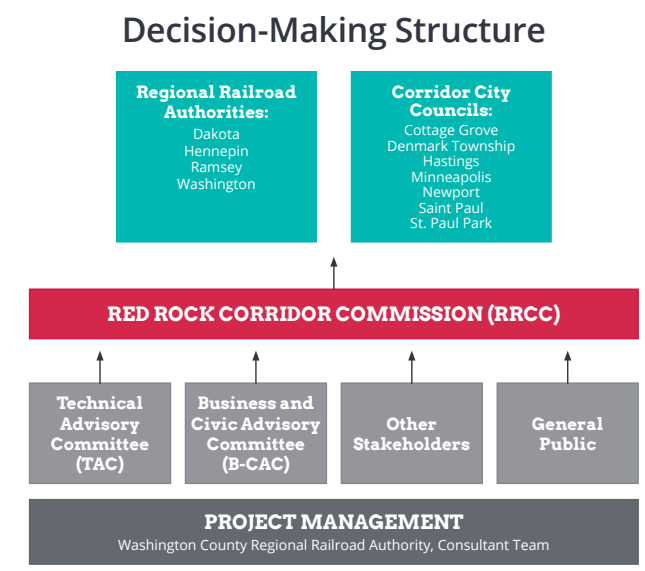 Decision-Making Structure
Regional Railroad
Authorities:
Dakota
Hennepin
Ramsey
Washington
Corridor City
Councils:
Cottage Grove
Denmark Township
Hastings
Minneapolis
Newport
Saint Paul
St. Paul Park
RED ROCK CORRIDOR COMMISSION (RRCC)
Technical
Advisory
Committee
(TAC)
Business and
Civic Advisory
Committee
(B-CAC)
Other
Stakeholders
General
Public
PROJECT MANAGEMENT
Washington County Regional Railroad Authority, Consultant Team